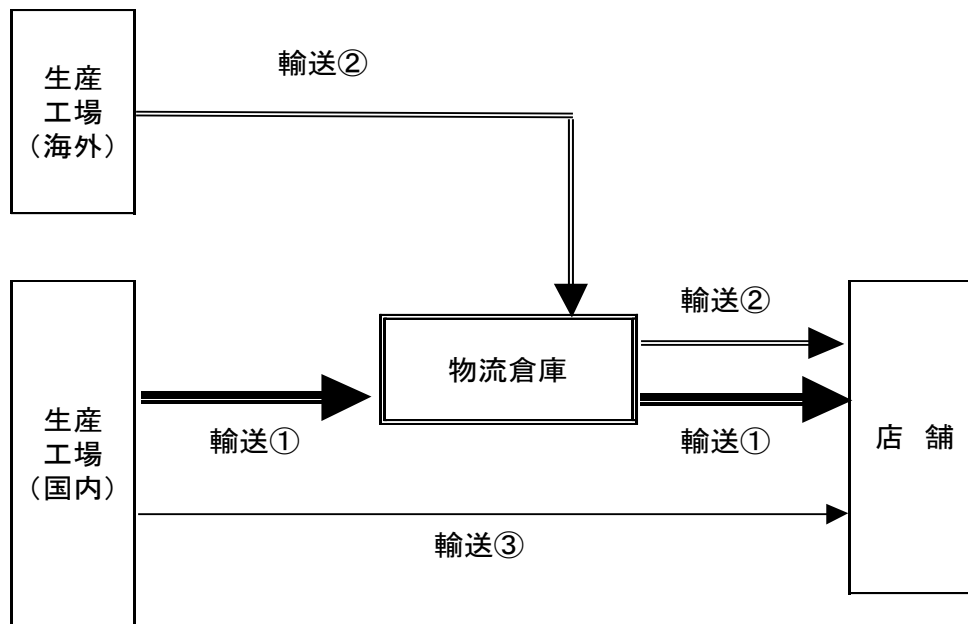 輸送②
生産
工場
（海外）
輸送②
物流倉庫
生産
工場
（国内）
輸送①
輸送①
店　舗
輸送③